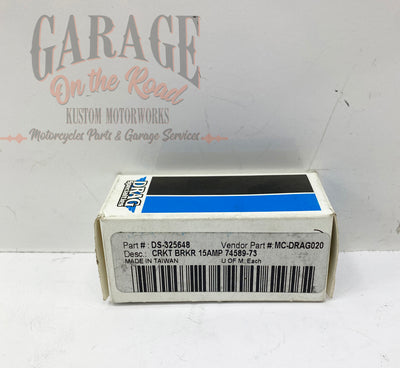 GARAGE
On the Road
KUSTOM MOTORWORKS
Motorcycles Parts & Garage Services
DRAG
SPECIALTIES
Part # : DS-325648 Vendor Part #: MC-DRAG020
Desc.: CRKT BRKR 15AMP 74589-73
MADE IN TAIWAN U OF M: Each